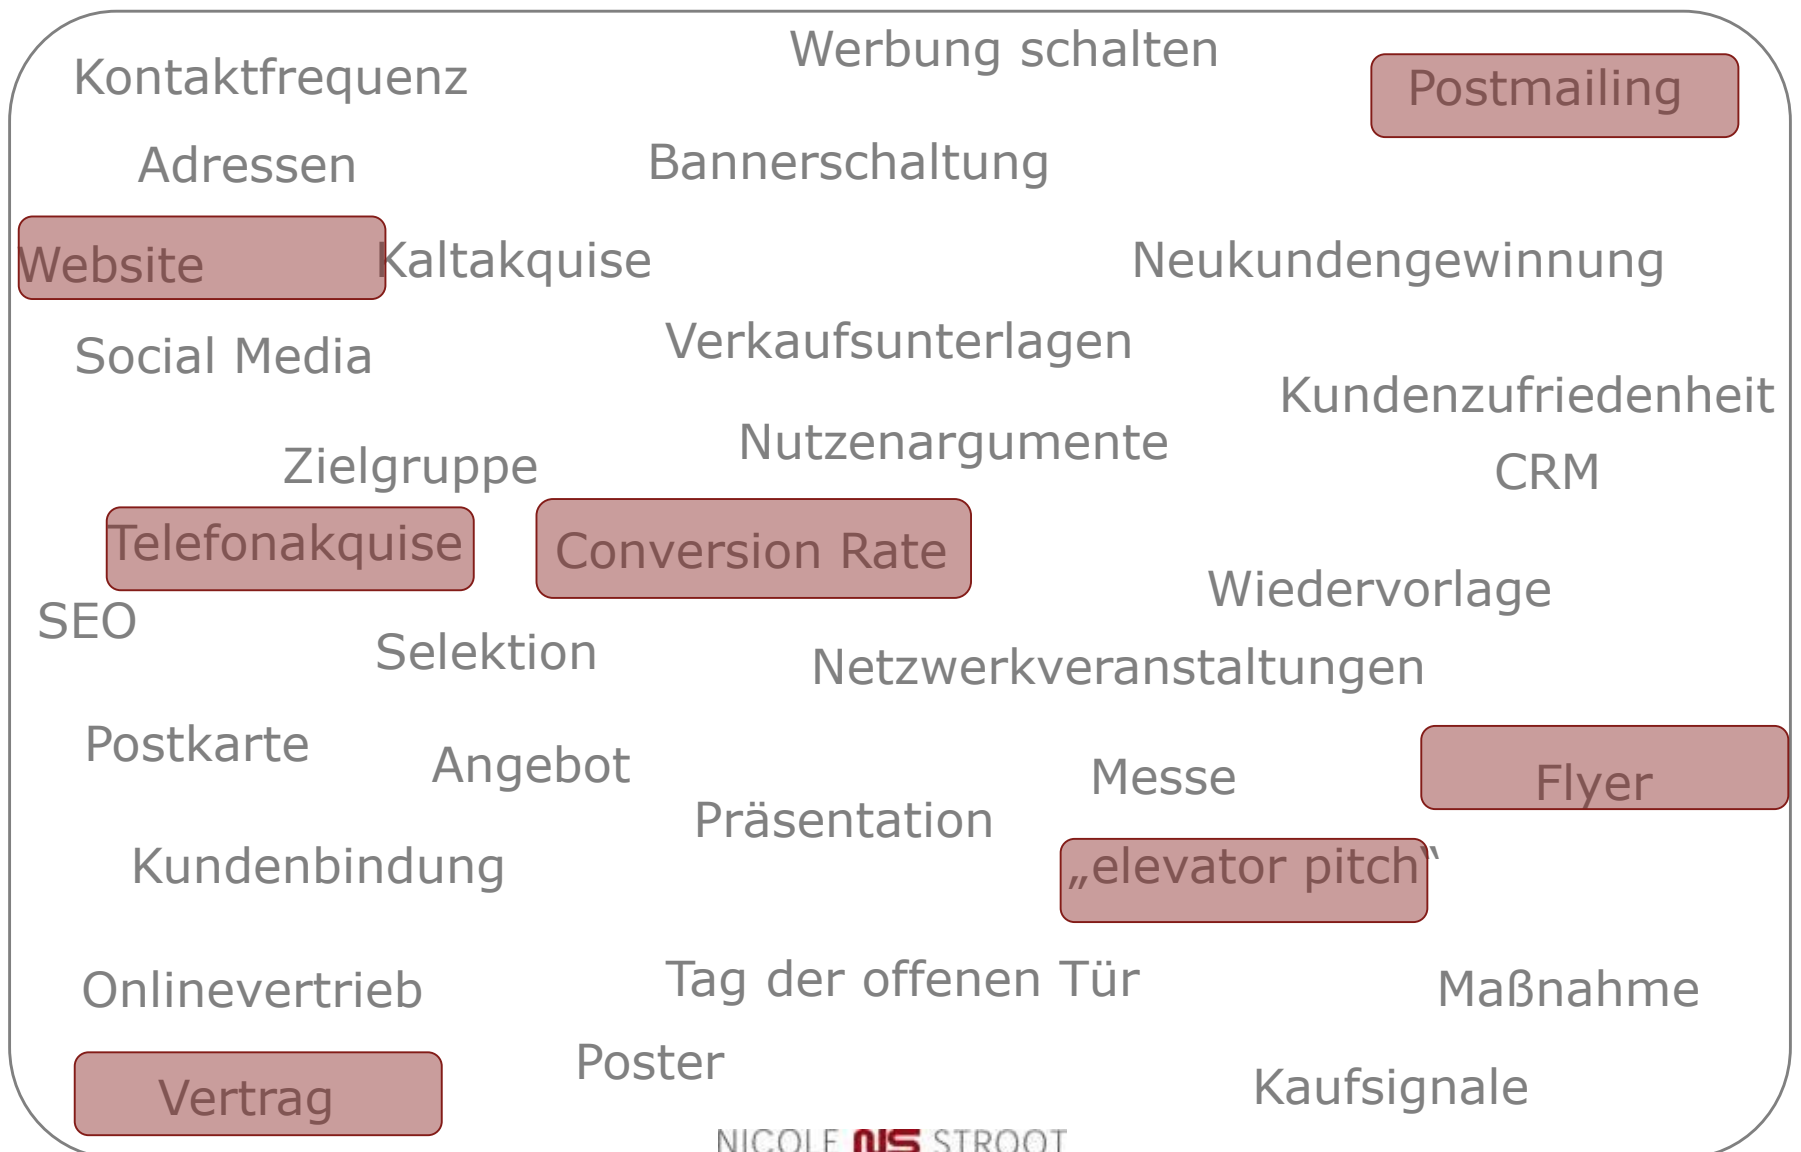 Werbung schalten
Kontaktfrequenz
Postmailing
Adressen
Bannerschaltung
Website
Kaltakquise
Neukundengewinnung
Social Media
Verkaufsunterlagen
Kundenzufriedenheit
Nutzenargumente
Zielgruppe
CRM
Telefonakquise
Conversion Rate
Wiedervorlage
SEO
Selektion
Netzwerkveranstaltungen
Postkarte
Angebot
Messe
Flyer
Präsentation
Kundenbindung
„elevator pitch“
Onlinevertrieb
Tag der offenen Tür
Maßnahme
Poster
Vertrag
Kaufsignale
NICOLE NIS STROOT